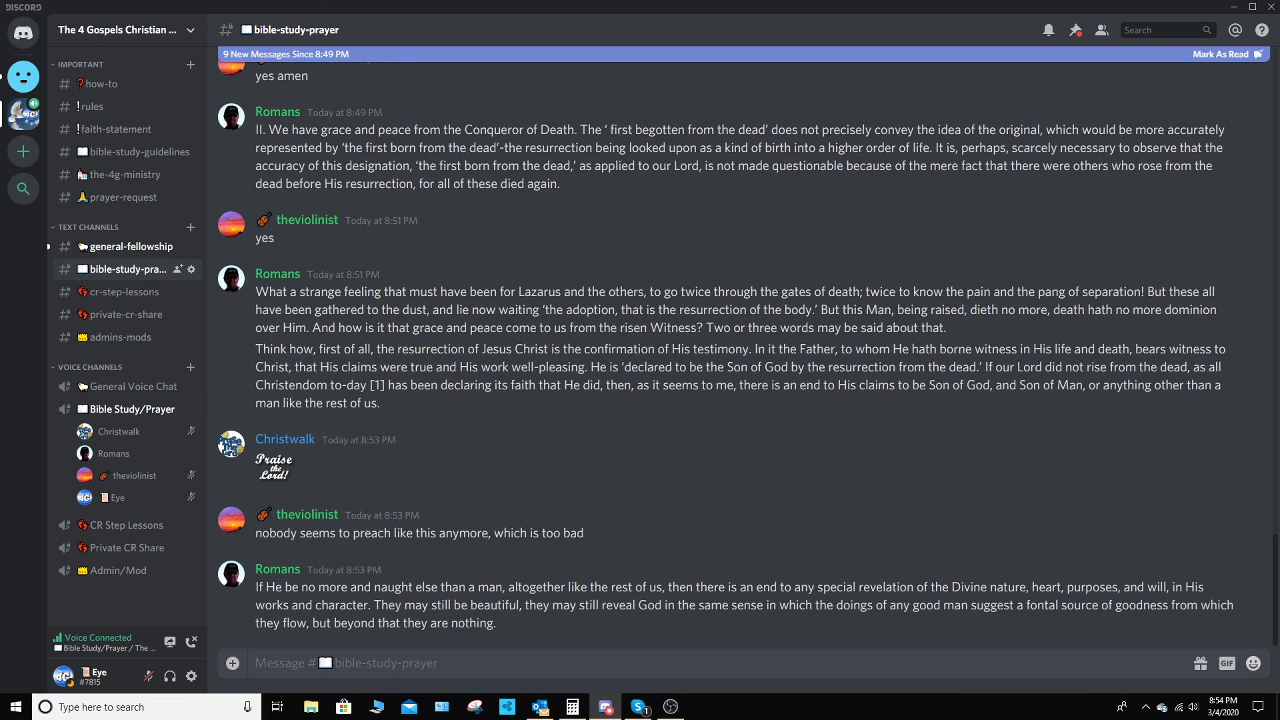 DISCORD
The 4 Gospels Christian ...
bible-study-prayer
Search
9 New Messages Since 8:49 PM
Mark As Read
IMPORTANT
how-to
rules
faith-statement
bible-study-guidelines
the-4g-ministry
prayer-request
TEXT CHANNELS
general-fellowship
bible-study-pra...
cr-step-lessons
private-cr-share
admins-mods
VOICE CHANNELS
General Voice Chat
Bible Study/Prayer
Christwalk
Romans
theviolinist
Eye
CR Step Lessons
Private CR Share
Admin/Mod
Voice Connected
Bible Study/Prayer / The ...
Eye
#7815
yes amen
Romans Today at 8:49 PM
II. We have grace and peace from the Conqueror of Death. The ‘ first begotten from the dead’ does not precisely convey the idea of the original, which would be more accurately
represented by ‘the first born from the dead’-the resurrection being looked upon as a kind of birth into a higher order of life. It is, perhaps, scarcely necessary to observe that the
accuracy of this designation, ‘the first born from the dead,’ as applied to our Lord, is not made questionable because of the mere fact that there were others who rose from the
dead before His resurrection, for all of these died again.
theviolinist Today at 8:51 PM
yes
Romans Today at 8:51 PM
What a strange feeling that must have been for Lazarus and the others, to go twice through the gates of death; twice to know the pain and the pang of separation! But these all
have been gathered to the dust, and lie now waiting ‘the adoption, that is the resurrection of the body.’ But this Man, being raised, dieth no more, death hath no more dominion
over Him. And how is it that grace and peace come to us from the risen Witness? Two or three words may be said about that.
Think how, first of all, the resurrection of Jesus Christ is the confirmation of His testimony. In it the Father, to whom He hath borne witness in His life and death, bears witness to
Christ, that His claims were true and His work well-pleasing. He is ‘declared to be the Son of God by the resurrection from the dead.’ If our Lord did not rise from the dead, as all
Christendom to-day [1] has been declaring its faith that He did, then, as it seems to me, there is an end to His claims to be Son of God, and Son of Man, or anything other than a
man like the rest of us.
Christwalk Today at 8:53 PM
Praise
the
Lord!
theviolinist Today at 8:53 PM
nobody seems to preach like this anymore, which is too bad
Romans Today at 8:53 PM
If He be no more and naught else than a man, altogether like the rest of us, then there is an end to any special revelation of the Divine nature, heart, purposes, and will, in His
works and character. They may still be beautiful, they may still reveal God in the same sense in which the doings of any good man suggest a fontal source of goodness from which
they flow, but beyond that they are nothing.
Message # bible-study-prayer
GIF
Type here to search
8:54 PM
3/4/2020